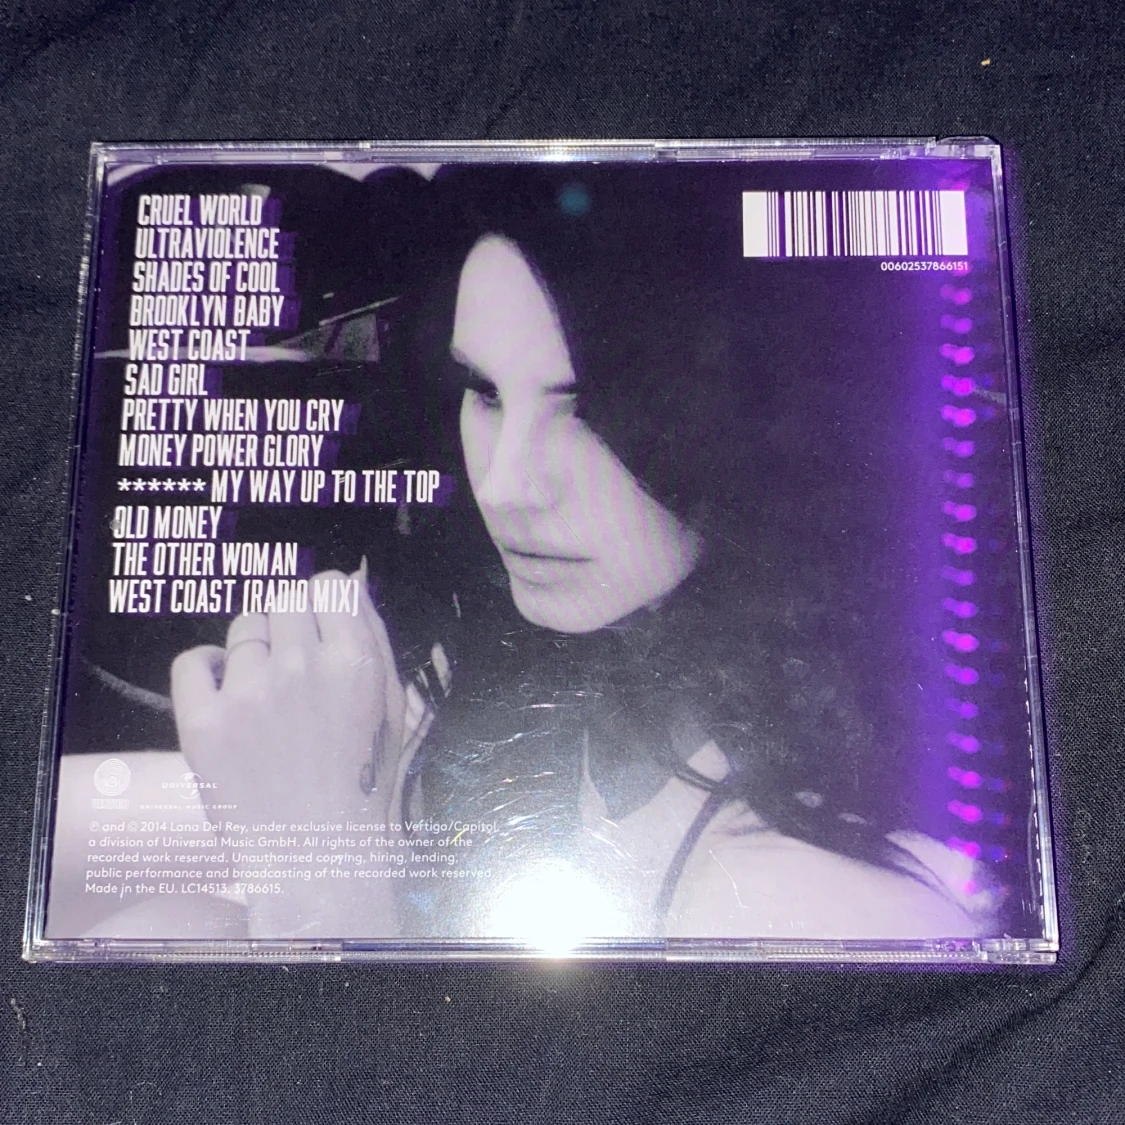 CRUEL WORLD
ULTRAVIOLENCE
SHADES OF COOL
BROOKLYN BABY
WEST COAST
SAD GIRL
PRETTY WHEN YOU CRY
MONEY POWER GLORY
****** MY WAY UP TO THE TOP
OLD MONEY
THE OTHER WOMAN
WEST COAST (RADIO MIX)
00602537866151
VERTIGO
UNIVERSAL
UNIVERSAL MUSIC GROUP
℗ and © 2014 Lana Del Rey, under exclusive license to Vertigo/Capitol,
a division of Universal Music GmbH. All rights of the owner of the
recorded work reserved. Unauthorised copying, hiring, lending,
public performance and broadcasting of the recorded work reserved.
Made in the EU. LC14513. 3786615.